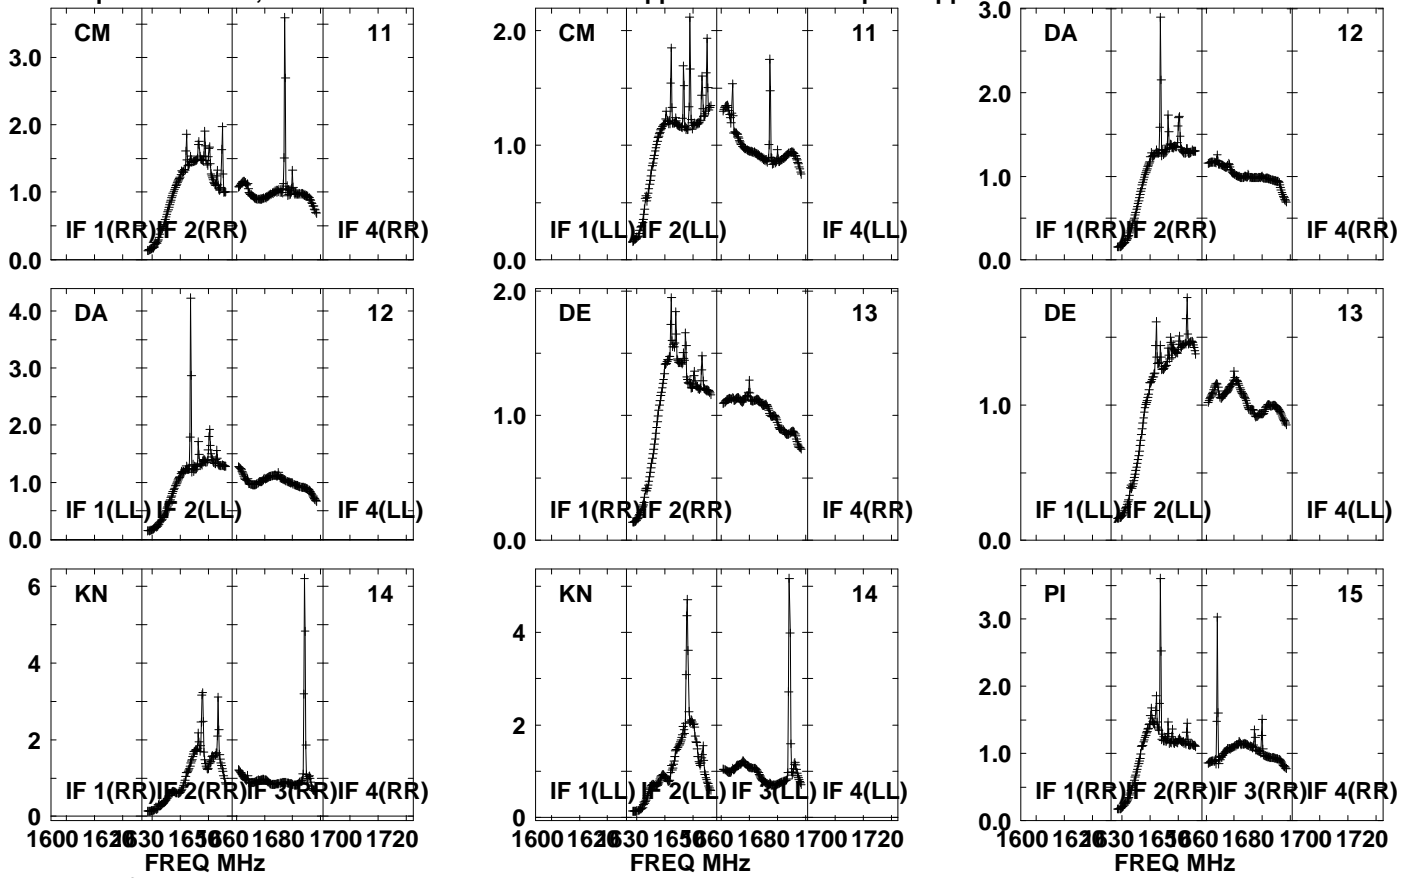 CM 11 CM 11 DA 12
3.0 2.0 3.0
2.0 1.0 2.0
1.0 0.0 1.0
0.0 0.0
IF 1(RR) IF 2(RR) IF 4(RR) IF 1(LL) IF 2(LL) IF 4(LL) IF 1(RR) IF 2(RR) IF 4(RR)
DA 12 DE 13 DE 13
4.0 2.0 1.0
3.0 1.0 0.0
2.0 0.0
1.0
0.0
IF 1(LL) IF 2(LL) IF 4(LL) IF 1(RR) IF 2(RR) IF 4(RR) IF 1(LL) IF 2(LL) IF 4(LL)
KN 14 KN 14 PI 15
6 4 3.0
4 2 2.0
2 0 1.0
0 0.0
IF 1(RR) IF 2(RR) IF 3(RR) IF 4(RR) IF 1(LL) IF 2(LL) IF 3(LL) IF 4(LL) IF 1(RR) IF 2(RR) IF 3(RR) IF 4(RR)
1600 1630 1660 1700 1720 1600 1630 1660 1700 1720 1600 1630 1660 1700 1720
FREQ MHz FREQ MHz FREQ MHz